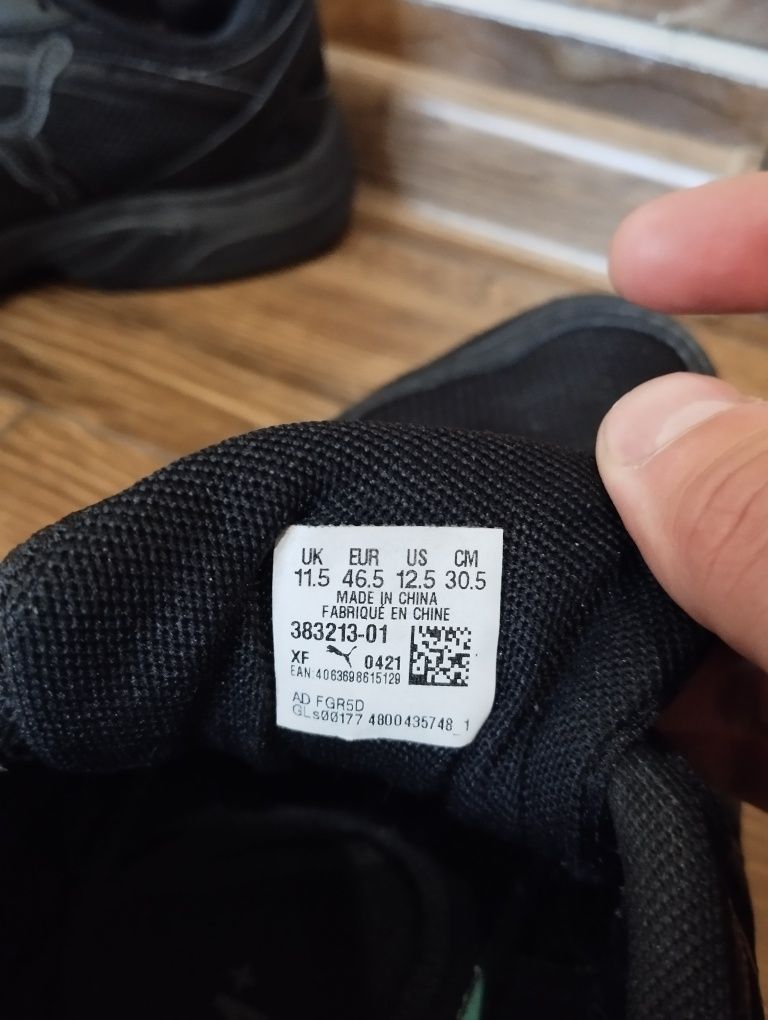 UK EUR US CM
11.5 46.5 12.5 30.5
MADE IN CHINA
FABRIQUÉ EN CHINE
383213-01
XF 0421
EAN:4063698615129
AD FGR5D
GLs00177 4800435748_1